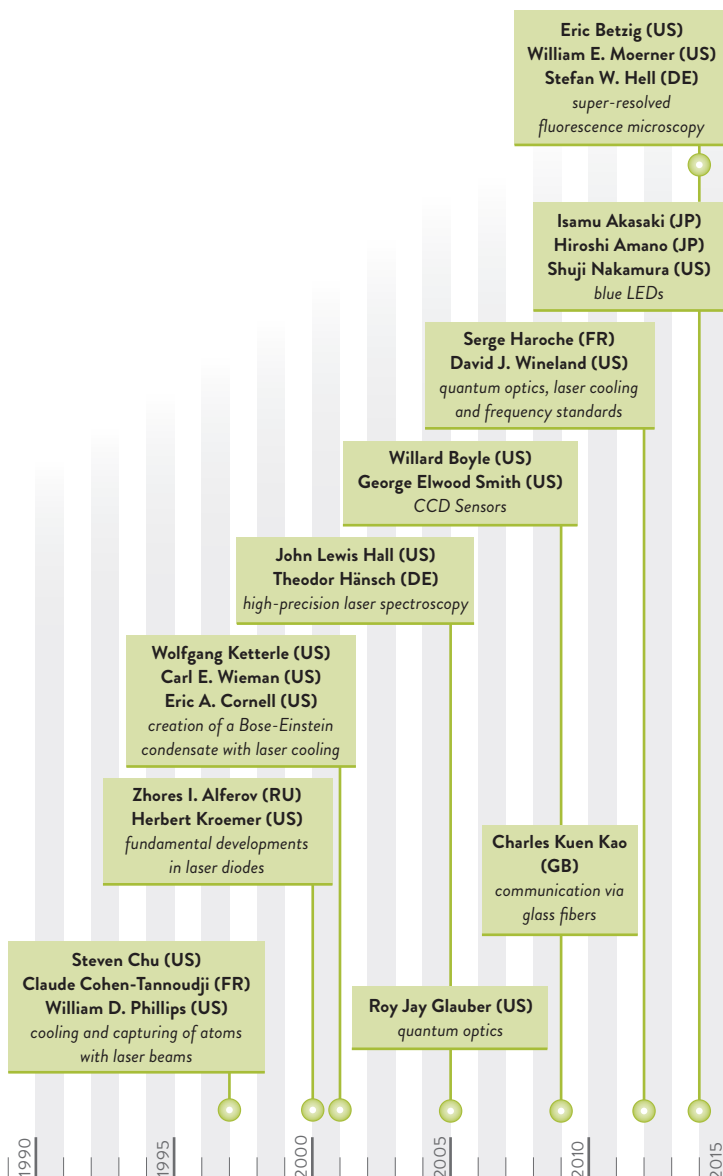 Eric Betzig (US)
William E. Moerner (US)
Stefan W. Hell (DE)
super-resolved
fluorescence microscopy
Isamu Akasaki (JP)
Hiroshi Amano (JP)
Shuji Nakamura (US)
blue LEDs
Serge Haroche (FR)
David J. Wineland (US)
quantum optics, laser cooling
and frequency standards
Willard Boyle (US)
George Elwood Smith (US)
CCD Sensors
John Lewis Hall (US)
Theodor Hänsch (DE)
high-precision laser spectroscopy
Wolfgang Ketterle (US)
Carl E. Wieman (US)
Eric A. Cornell (US)
creation of a Bose-Einstein
condensate with laser cooling
Zhores I. Alferov (RU)
Herbert Kroemer (US)
fundamental developments
in laser diodes
Charles Kuen Kao
(GB)
communication via
glass fibers
Steven Chu (US)
Claude Cohen-Tannoudji (FR)
William D. Phillips (US)
cooling and capturing of atoms
with laser beams
Roy Jay Glauber (US)
quantum optics
1990
1995
2000
2005
2010
2015